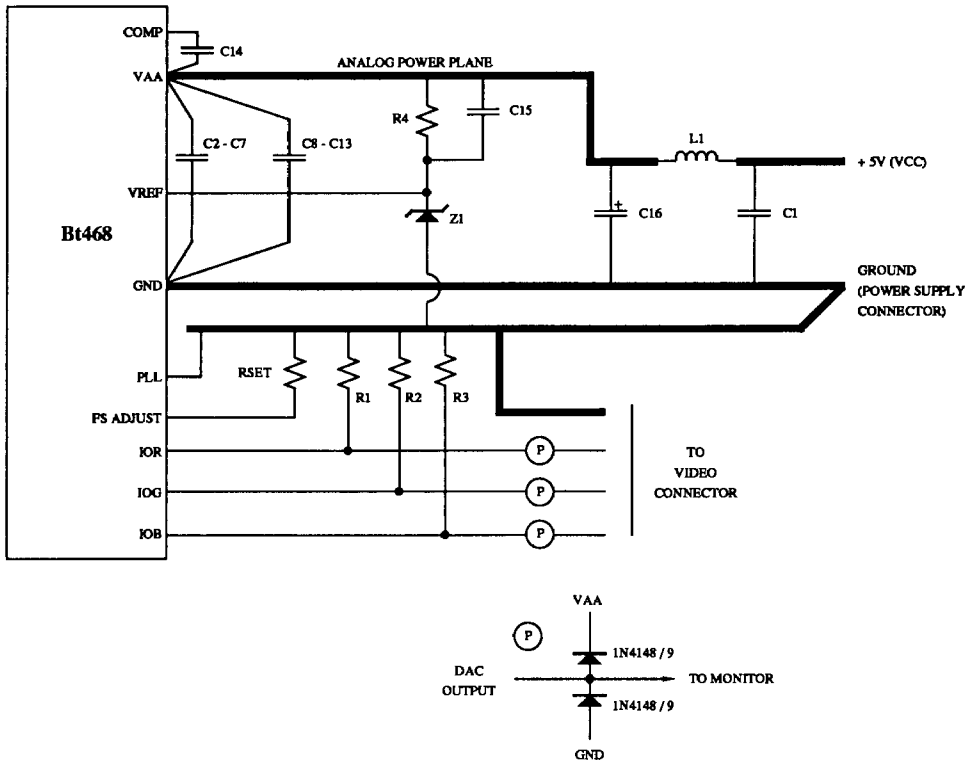 COMP
C14
VAA
ANALOG POWER PLANE
R4
C15
C2 - C7
C8 - C13
L1
+ 5V (VCC)
VREF
Z1
+
C16
C1
Bt468
GND
GROUND
(POWER SUPPLY
CONNECTOR)
PLL
RSET
R1
R2
R3
FS ADJUST
IOR
P
TO
VIDEO
CONNECTOR
IOG
P
IOB
P
VAA
P
1N4148 / 9
DAC
OUTPUT
TO MONITOR
1N4148 / 9
GND